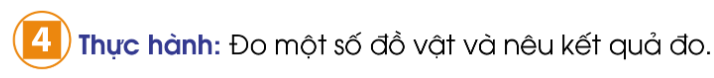 4 Thực hành: Đo một số đồ vật và nêu kết quả đo.